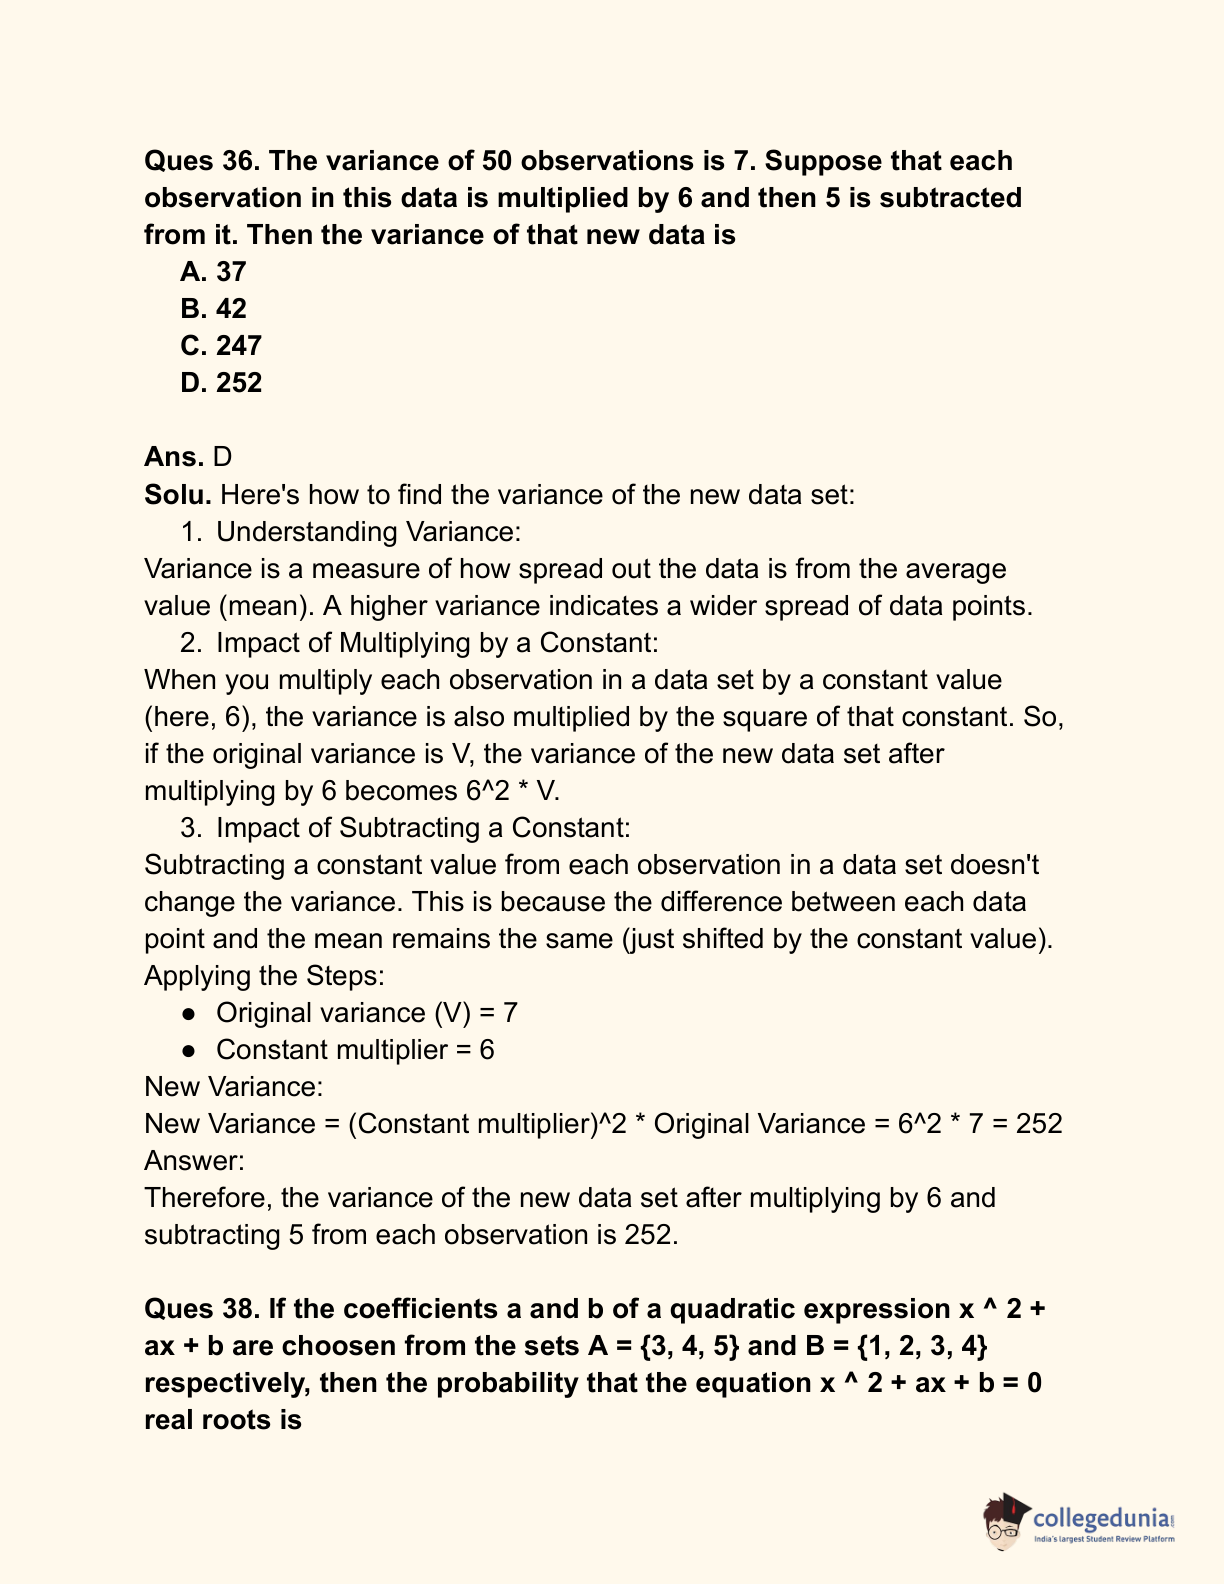 Ques 36. The variance of 50 observations is 7. Suppose that each
observation in this data is multiplied by 6 and then 5 is subtracted
from it. Then the variance of that new data is
A. 37
B. 42
C. 247
D. 252
Ans. D
Solu. Here's how to find the variance of the new data set:
1. Understanding Variance:
Variance is a measure of how spread out the data is from the average
value (mean). A higher variance indicates a wider spread of data points.
2. Impact of Multiplying by a Constant:
When you multiply each observation in a data set by a constant value
(here, 6), the variance is also multiplied by the square of that constant. So,
if the original variance is V, the variance of the new data set after
multiplying by 6 becomes 6^2 * V.
3. Impact of Subtracting a Constant:
Subtracting a constant value from each observation in a data set doesn't
change the variance. This is because the difference between each data
point and the mean remains the same (just shifted by the constant value).
Applying the Steps:
● Original variance (V) = 7
● Constant multiplier = 6
New Variance:
New Variance = (Constant multiplier)^2 * Original Variance = 6^2 * 7 = 252
Answer:
Therefore, the variance of the new data set after multiplying by 6 and
subtracting 5 from each observation is 252.
Ques 38. If the coefficients a and b of a quadratic expression x ^ 2 +
ax + b are choosen from the sets A = {3, 4, 5} and B = {1, 2, 3, 4}
respectively, then the probability that the equation x ^ 2 + ax + b = 0
real roots is
collegedunia.com
India's largest Student Review Platform